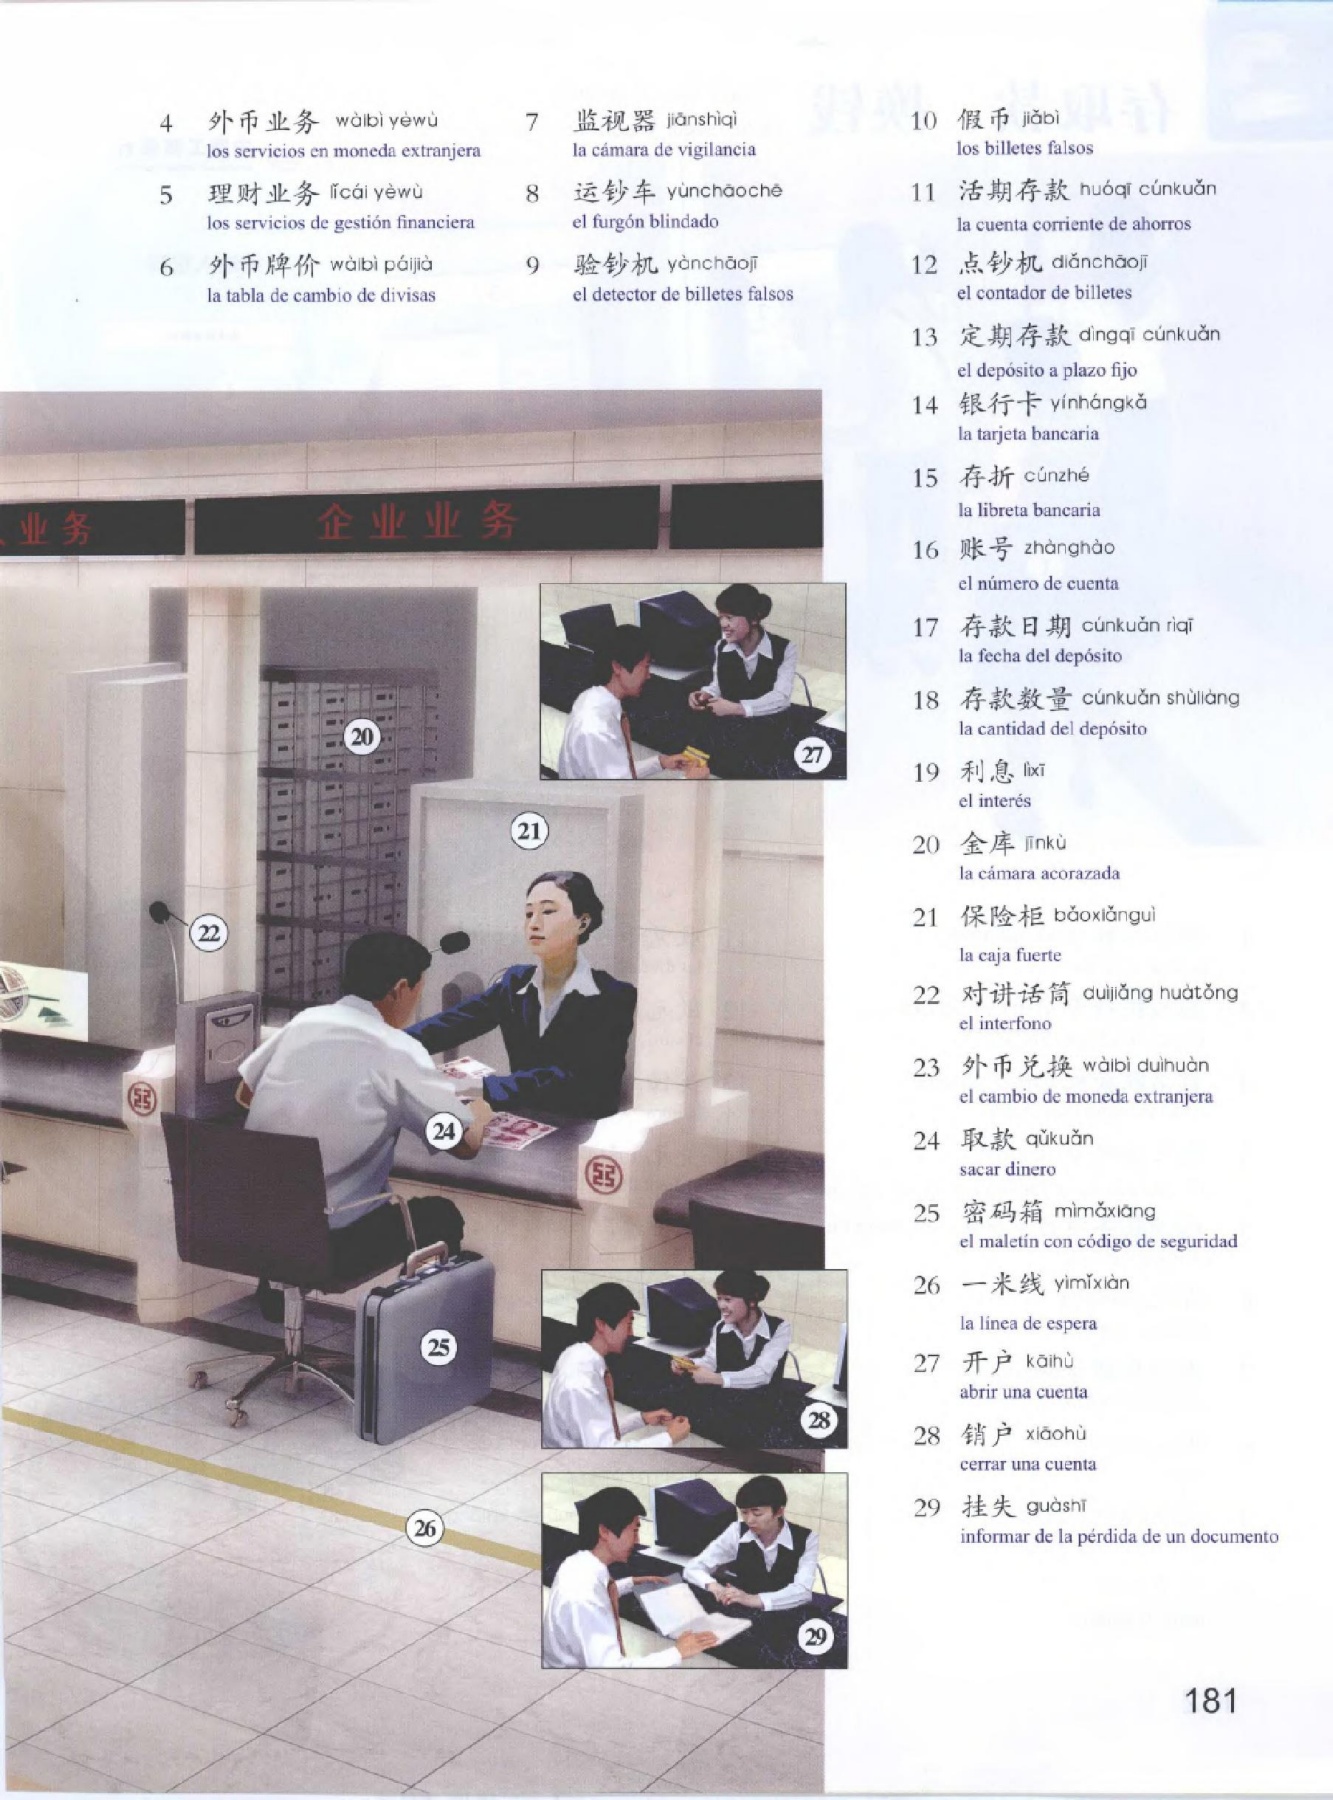 4 外币业务 wàibì yèwù
los servicios en moneda extranjera
5 理财业务 lǐcái yèwù
los servicios de gestión financiera
6 外币牌价 wàibì páijià
la tabla de cambio de divisas
7 监视器 jiānshìqì
la cámara de vigilancia
8 运钞车 yùnchāochē
el furgón blindado
9 验钞机 yànchāojī
el detector de billetes falsos
10 假币 jiǎbì
los billetes falsos
11 活期存款 huóqī cúnkuǎn
la cuenta corriente de ahorros
12 点钞机 diǎnchāojī
el contador de billetes
13 定期存款 dìngqī cúnkuǎn
el depósito a plazo fijo
14 银行卡 yínhángkǎ
la tarjeta bancaria
15 存折 cúnzhé
la libreta bancaria
16 账号 zhànghào
el número de cuenta
17 存款日期 cúnkuǎn rìqī
la fecha del depósito
18 存款数量 cúnkuǎn shùliàng
la cantidad del depósito
19 利息 lìxī
el interés
20 金库 jīnkù
la cámara acorazada
21 保险柜 bǎoxiǎnguì
la caja fuerte
22 对讲话筒 duìjiǎng huàtǒng
el interfono
23 外币兑换 wàibì duìhuàn
el cambio de moneda extranjera
24 取款 qǔkuǎn
sacar dinero
25 密码箱 mìmǎxiāng
el maletín con código de seguridad
26 一米线 yìmǐxiàn
la línea de espera
27 开户 kāihù
abrir una cuenta
28 销户 xiāohù
cerrar una cuenta
29 挂失 guàshī
informar de la pérdida de un documento
业务
企业业务
20
21
22
24
25
26
27
28
29
181